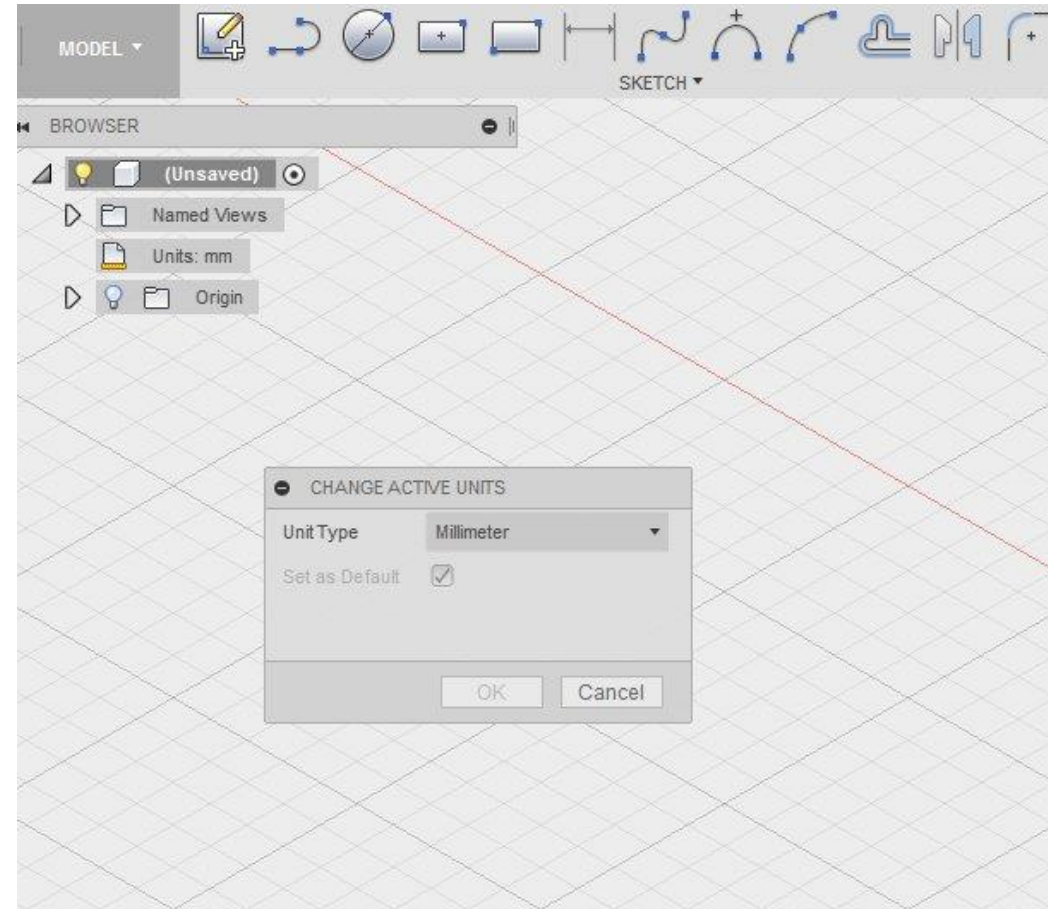 MODEL
SKETCH
BROWSER
(Unsaved)
Named Views
Units: mm
Origin
CHANGE ACTIVE UNITS
Unit Type Millimeter
Set as Default
OK Cancel